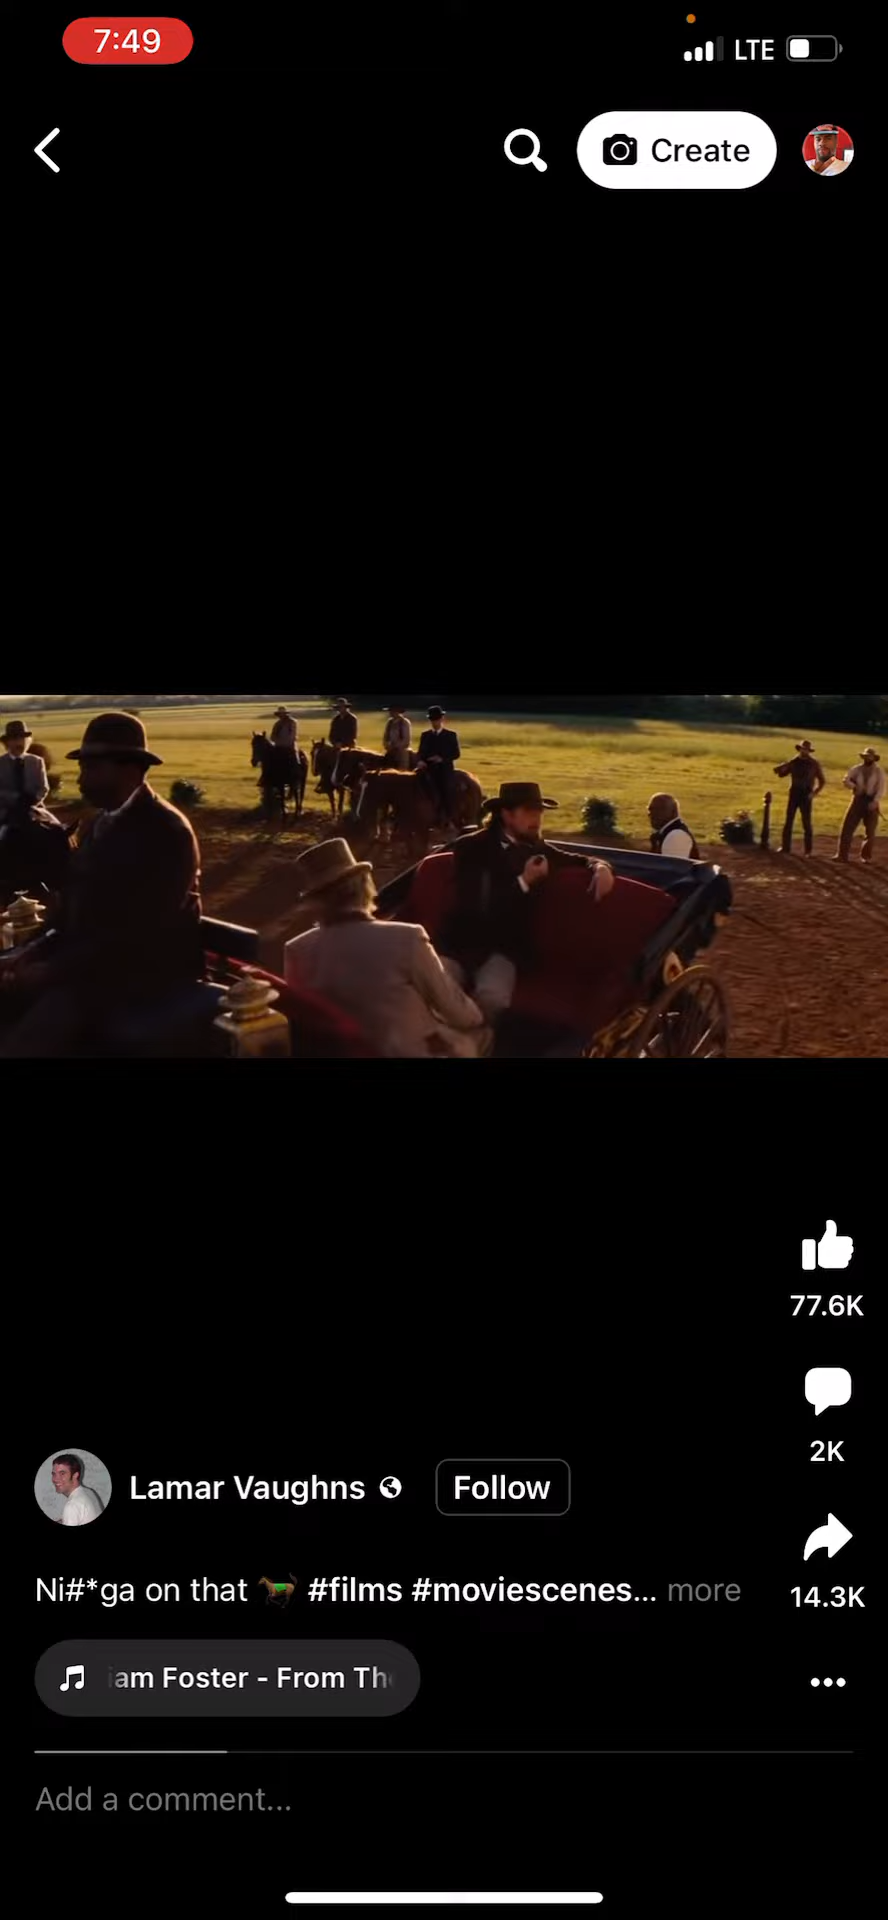 7:49
LTE
Create
77.6K
2K
Lamar Vaughns
Follow
Ni#*ga on that 🐎 #films #moviescenes... more
14.3K
iam Foster - From Th
Add a comment...